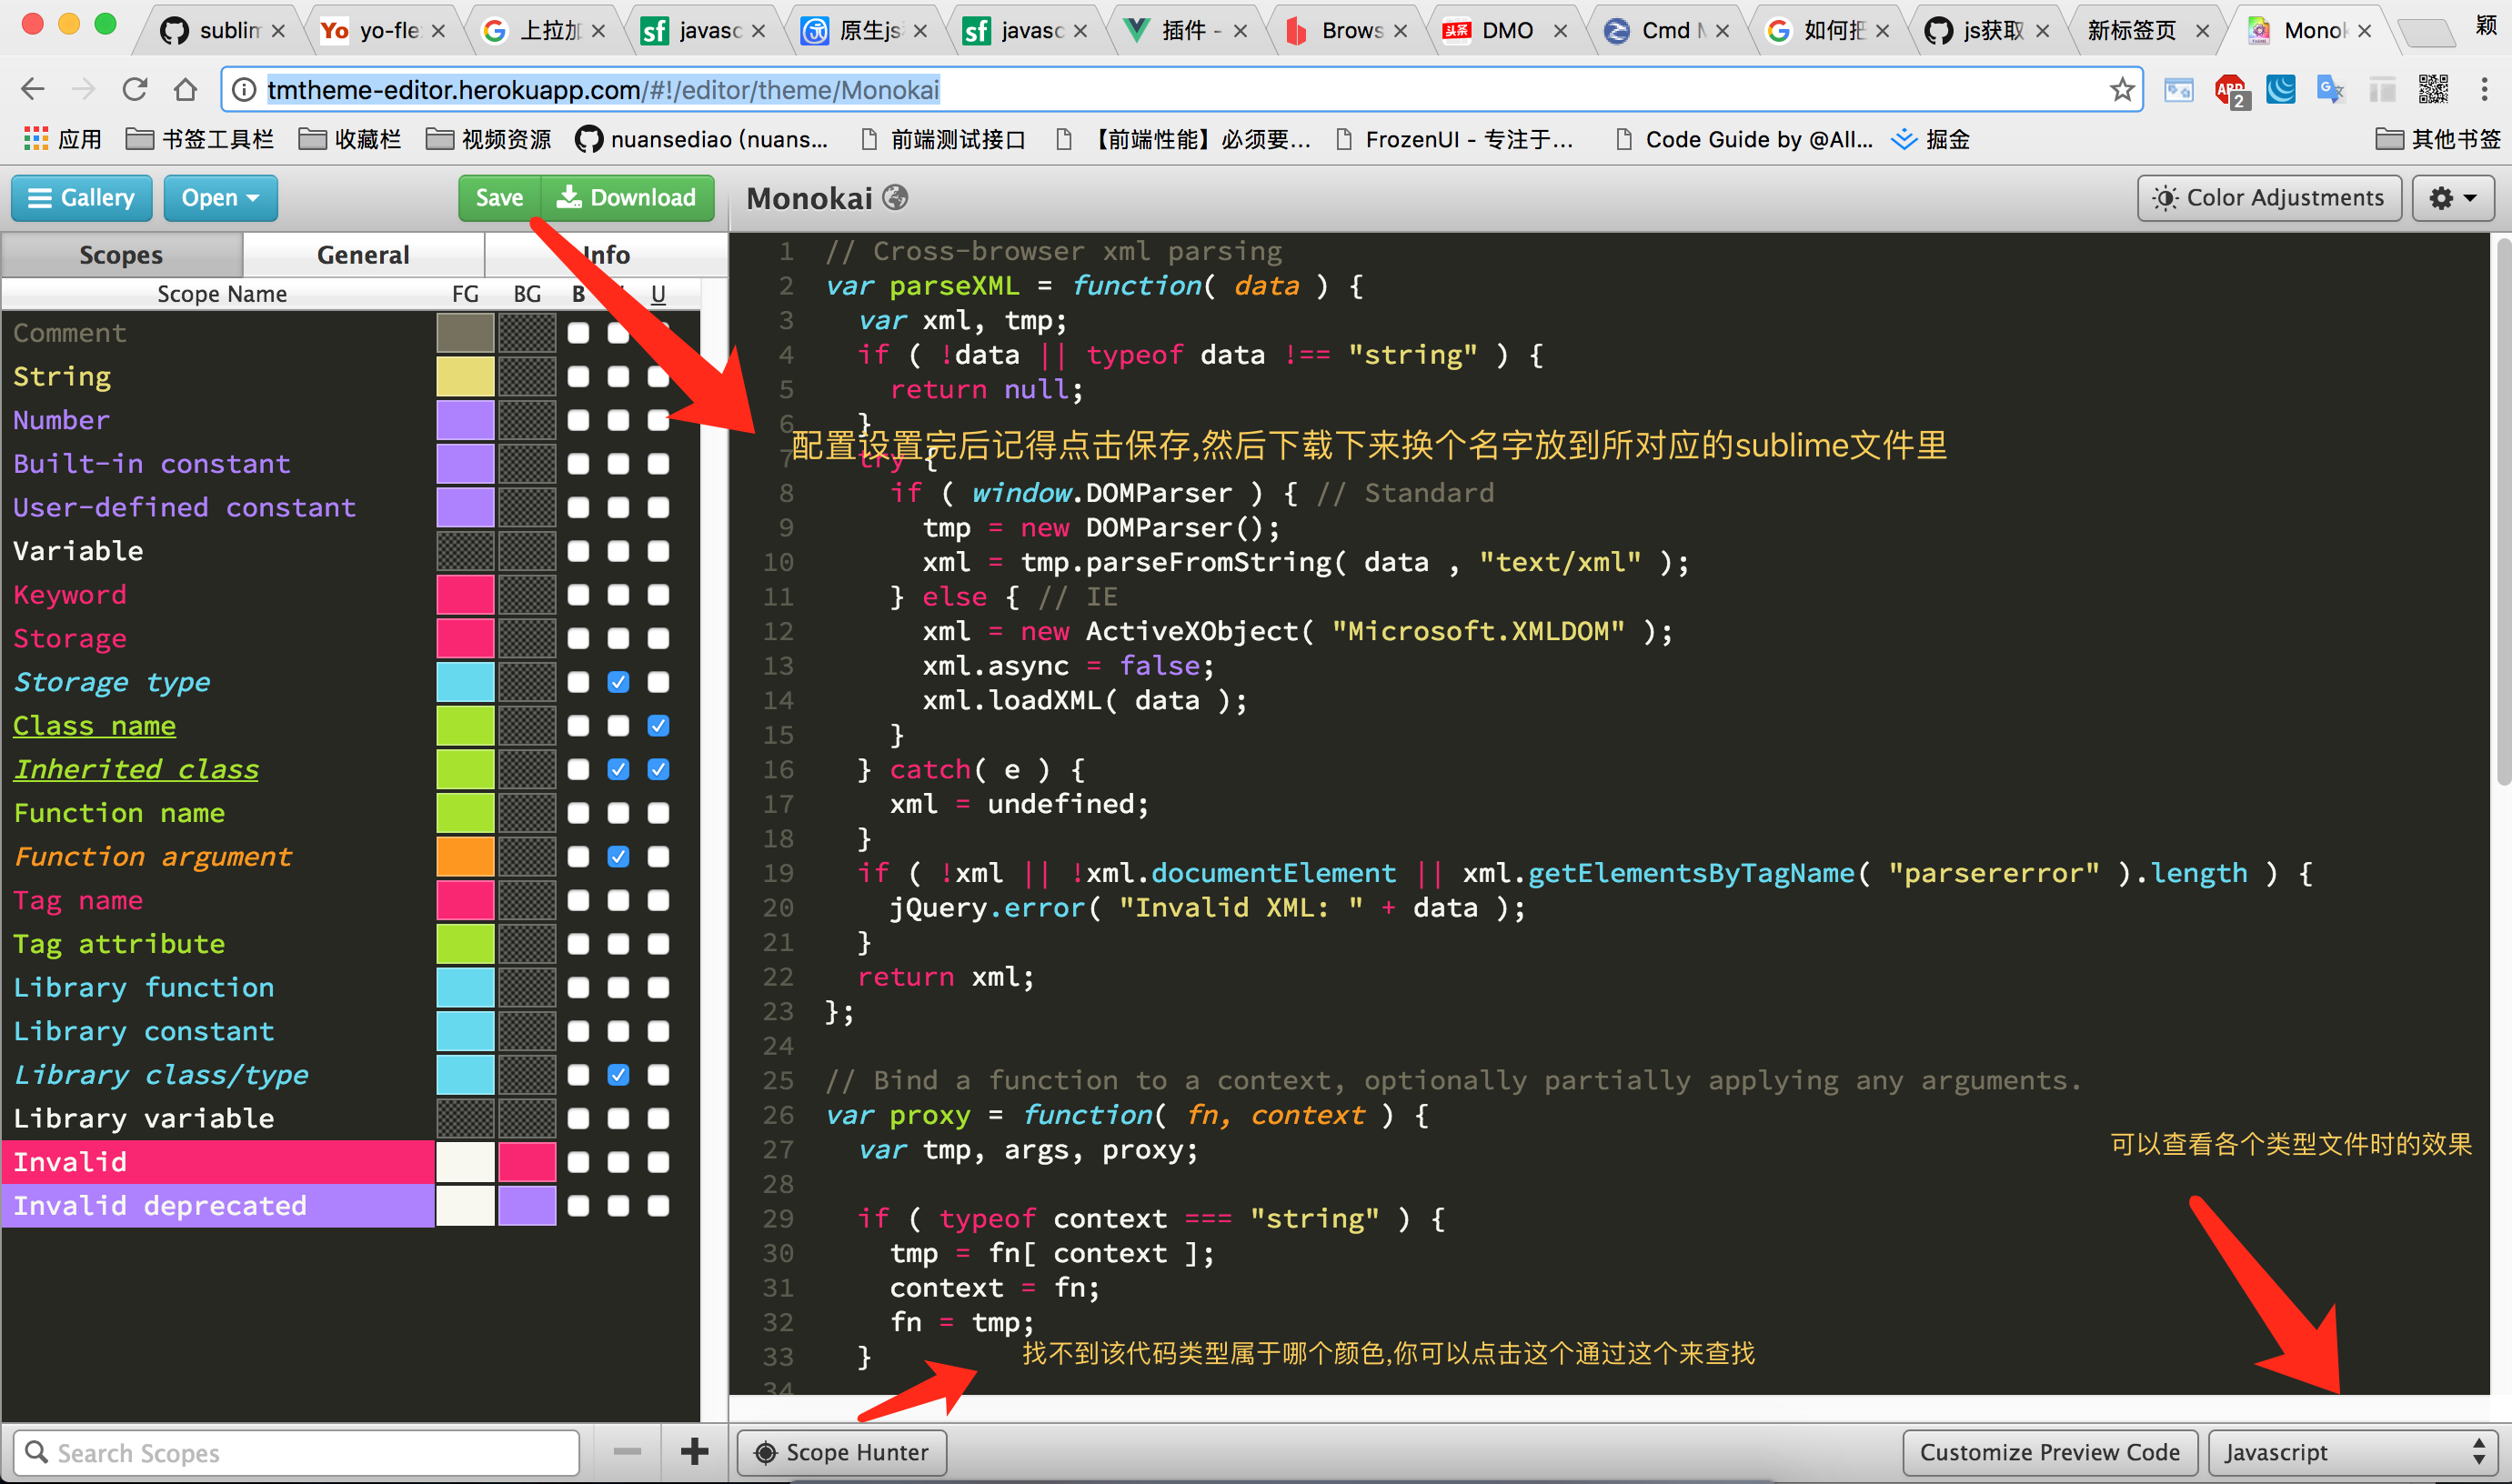 sublim
yo-fle
上拉加
javasc
原生js
javasc
插件 -
Brows
头条 DMO
Cmd
如何把
js获取
新标签页
Monok
颖
tmtheme-editor.herokuapp.com/#!/editor/theme/Monokai
ABP 2
应用
书签工具栏
收藏栏
视频资源
nuansediao (nuans...
前端测试接口
【前端性能】必须要...
FrozenUI - 专注于...
Code Guide by @All...
掘金
其他书签
Gallery
Open
Save
Download
Monokai
Color Adjustments
Scopes
General
Info
Scope Name FG BG B U
Comment
String
Number
Built-in constant
User-defined constant
Variable
Keyword
Storage
Storage type
Class name
Inherited class
Function name
Function argument
Tag name
Tag attribute
Library function
Library constant
Library class/type
Library variable
Invalid
Invalid deprecated
1 // Cross-browser xml parsing
2 var parseXML = function( data ) {
3 var xml, tmp;
4 if ( !data || typeof data !== "string" ) {
5 return null;
6 }
配置设置完后记得点击保存,然后下载下来换个名字放到所对应的sublime文件里
7 try {
8 if ( window.DOMParser ) { // Standard
9 tmp = new DOMParser();
10 xml = tmp.parseFromString( data , "text/xml" );
11 } else { // IE
12 xml = new ActiveXObject( "Microsoft.XMLDOM" );
13 xml.async = false;
14 xml.loadXML( data );
15 }
16 } catch( e ) {
17 xml = undefined;
18 }
19 if ( !xml || !xml.documentElement || xml.getElementsByTagName( "parsererror" ).length ) {
20 jQuery.error( "Invalid XML: " + data );
21 }
22 return xml;
23 };
24
25 // Bind a function to a context, optionally partially applying any arguments.
26 var proxy = function( fn, context ) {
27 var tmp, args, proxy;
可以查看各个类型文件时的效果
28
29 if ( typeof context === "string" ) {
30 tmp = fn[ context ];
31 context = fn;
32 fn = tmp;
33 }
找不到该代码类型属于哪个颜色,你可以点击这个通过这个来查找
34
Search Scopes
Scope Hunter
Customize Preview Code
Javascript